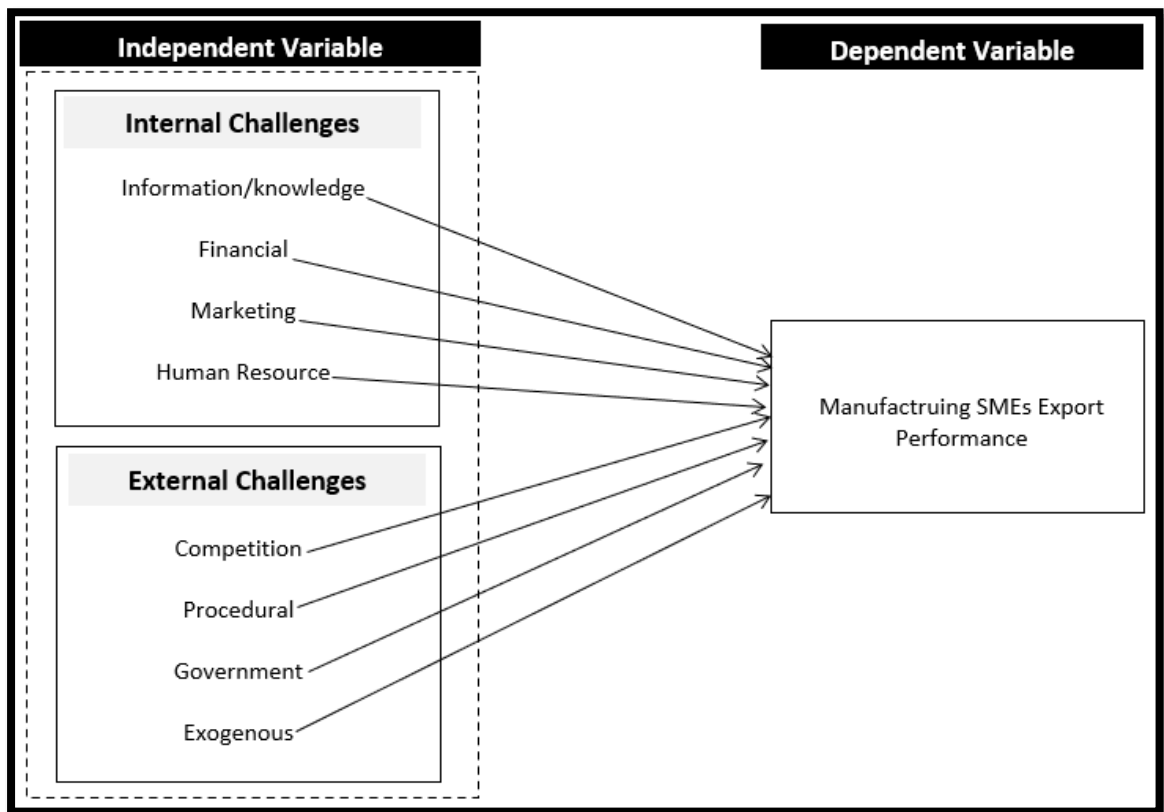 Independent Variable
Dependent Variable
Internal Challenges
Information/knowledge
Financial
Marketing
Human Resource
External Challenges
Competition
Procedural
Government
Exogenous
Manufactruing SMEs Export
Performance